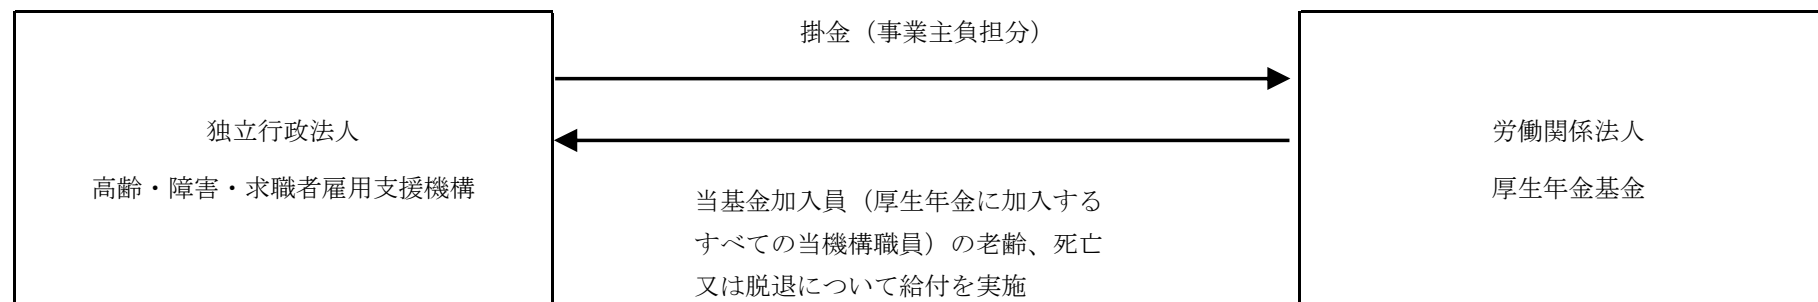 掛金（事業主負担分）
独立行政法人
高齢・障害・求職者雇用支援機構
当基金加入員（厚生年金に加入する
すべての当機構職員）の老齢、死亡
又は脱退について給付を実施
労働関係法人
厚生年金基金